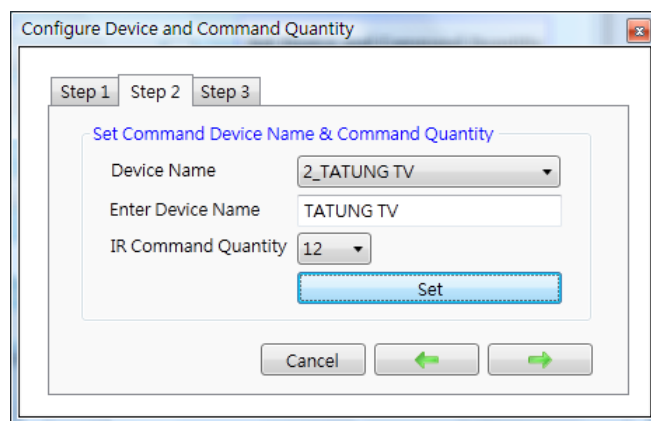 Configure Device and Command Quantity
Step 1 Step 2 Step 3
Set Command Device Name & Command Quantity
Device Name 2_TATUNG TV
Enter Device Name TATUNG TV
IR Command Quantity 12
Set
Cancel